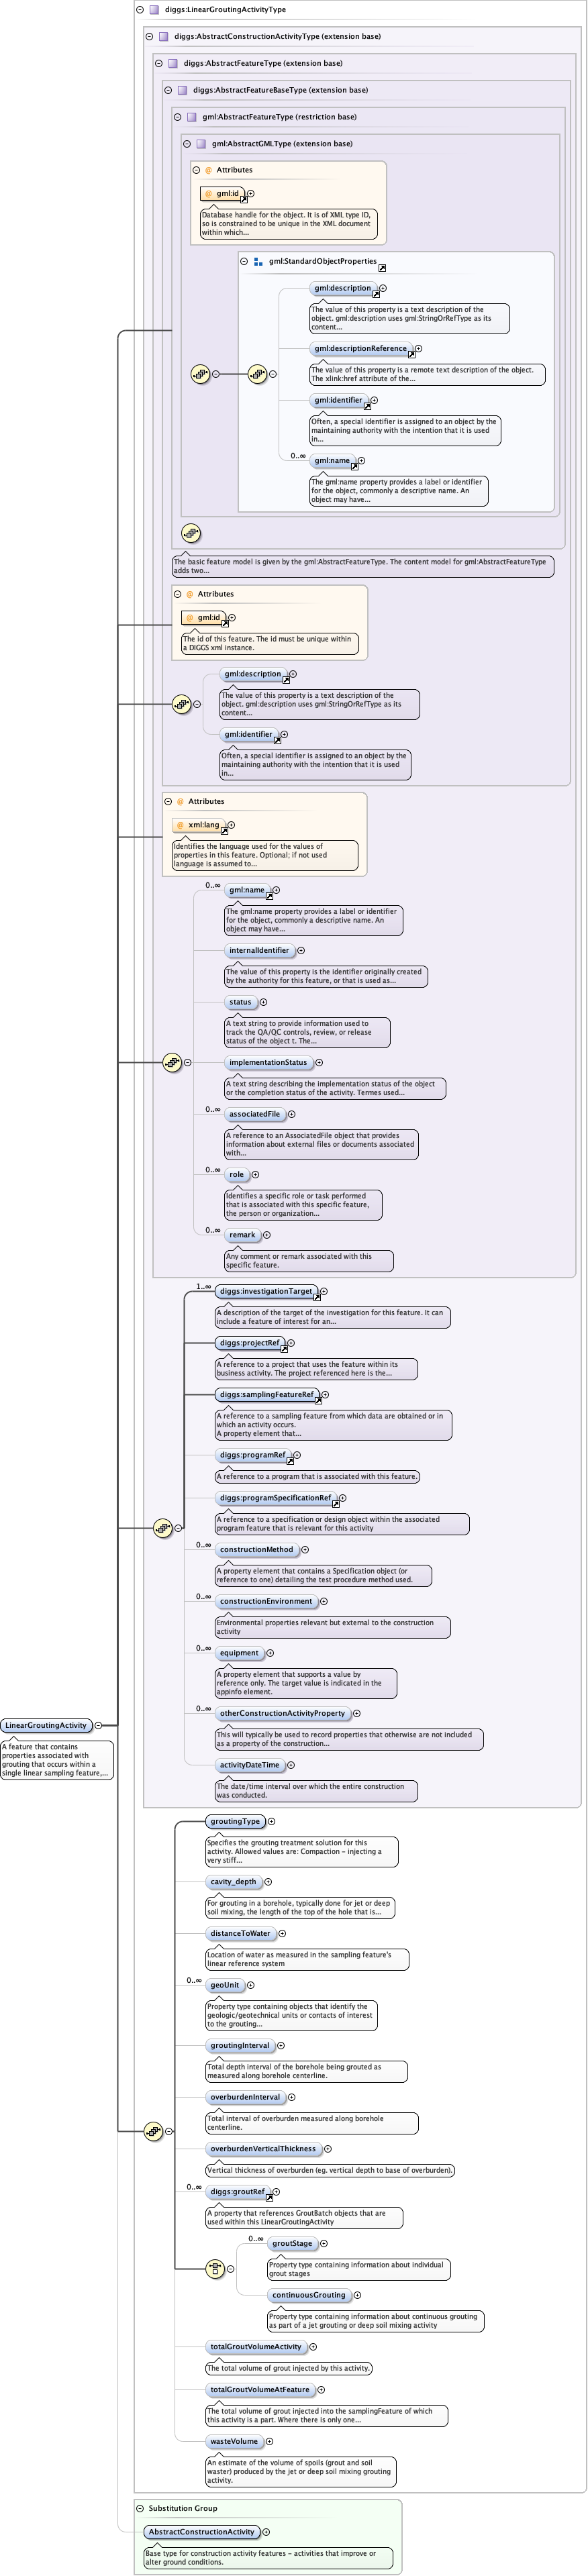 diggs:LinearGroutingActivityType
diggs:AbstractConstructionActivityType (extension base)
diggs:AbstractFeatureType (extension base)
diggs:AbstractFeatureBaseType (extension base)
gml:AbstractFeatureType (restriction base)
gml:AbstractGMLType (extension base)
@ Attributes
@ gml:id
Database handle for the object. It is of XML type ID,
so is constrained to be unique in the XML document
within which...
gml:StandardObjectProperties
gml:description
The value of this property is a text description of the
object. gml:description uses gml:StringOrRefType as its
content...
gml:descriptionReference
The value of this property is a remote text description of the object.
The xlink:href attribute of the...
gml:identifier
Often, a special identifier is assigned to an object by the
maintaining authority with the intention that it is used
in...
0..∞
gml:name
The gml:name property provides a label or identifier
for the object, commonly a descriptive name. An
object may have...
The basic feature model is given by the gml:AbstractFeatureType. The content model for gml:AbstractFeatureType
adds two...
@ Attributes
@ gml:id
The id of this feature. The id must be unique within
a DIGGS xml instance.
gml:description
The value of this property is a text description of the
object. gml:description uses gml:StringOrRefType as its
content...
gml:identifier
Often, a special identifier is assigned to an object by the
maintaining authority with the intention that it is used
in...
@ Attributes
@ xml:lang
Identifies the language used for the values of
properties in this feature. Optional; if not used
language is assumed to...
0..∞
gml:name
The gml:name property provides a label or identifier
for the object, commonly a descriptive name. An
object may have...
internalIdentifier
The value of this property is the identifier originally created
by the authority for this feature, or that is used as...
status
A text string to provide information used to
track the QA/QC controls, review, or release
status of the object t. The...
implementationStatus
A text string describing the implementation status of the object
or the completion status of the activity. Termes used...
0..∞
associatedFile
A reference to an AssociatedFile object that provides
information about external files or documents associated
with...
0..∞
role
Identifies a specific role or task performed
that is associated with this specific feature,
the person or organization...
0..∞
remark
Any comment or remark associated with this
specific feature.
1..∞
diggs:investigationTarget
A description of the target of the investigation for this feature. It can
include a feature of interest for an...
diggs:projectRef
A reference to a project that uses the feature within its
business activity. The project referenced here is the...
diggs:samplingFeatureRef
A reference to a sampling feature from which data are obtained or in
which an activity occurs.
A property element that...
diggs:programRef
A reference to a program that is associated with this feature.
diggs:programSpecificationRef
A reference to a specification or design object within the associated
program feature that is relevant for this activity
0..∞
constructionMethod
A property element that contains a Specification object (or
reference to one) detailing the test procedure method used.
0..∞
constructionEnvironment
Environmental properties relevant but external to the construction
activity
0..∞
equipment
A property element that supports a value by
reference only. The target value is indicated in the
appinfo element.
0..∞
otherConstructionActivityProperty
This will typically be used to record properties that otherwise are not included
as a property of the construction...
activityDateTime
The date/time interval over which the entire construction
was conducted.
LinearGroutingActivity
A feature that contains
properties associated with
grouting that occurs within a
single linear sampling feature,...
groutingType
Specifies the grouting treatment solution for this
activity. Allowed values are: Compaction - injecting a
very stiff...
cavity_depth
For grouting in a borehole, typically done for jet or deep
soil mixing, the length of the top of the hole that is...
distanceToWater
Location of water as measured in the sampling feature's
linear reference system
0..∞
geoUnit
Property type containing objects that identify the
geologic/geotechnical units or contacts of interest
to the grouting...
groutingInterval
Total depth interval of the borehole being grouted as
measured along borehole centerline.
overburdenInterval
Total interval of overburden measured along borehole
centerline.
overburdenVerticalThickness
Vertical thickness of overburden (eg. vertical depth to base of overburden).
0..∞
diggs:groutRef
A property that references GroutBatch objects that are
used within this LinearGroutingActivity
0..∞
groutStage
Property type containing information about individual
grout stages
continuousGrouting
Property type containing information about continuous grouting
as part of a jet grouting or deep soil mixing activity
totalGroutVolumeActivity
The total volume of grout injected by this activity.
totalGroutVolumeAtFeature
The total volume of grout injected into the samplingFeature of which
this activity is a part. Where there is only one...
wasteVolume
An estimate of the volume of spoils (grout and soil
waster) produced by the jet or deep soil mixing grouting
activity.
Substitution Group
AbstractConstructionActivity
Base type for construction activity features - activities that improve or
alter ground conditions.